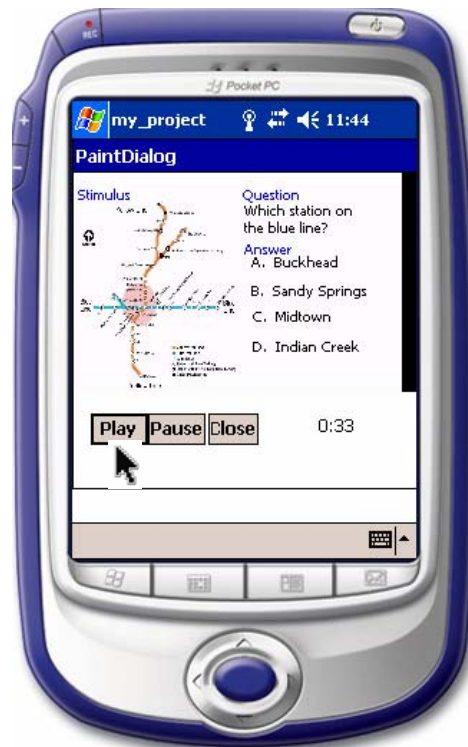 REC
Pocket PC
my_project 11:44
PaintDialog
Stimulus
Question
Which station on
the blue line?
Answer
A. Buckhead
B. Sandy Springs
C. Midtown
D. Indian Creek
Play Pause Close 0:33